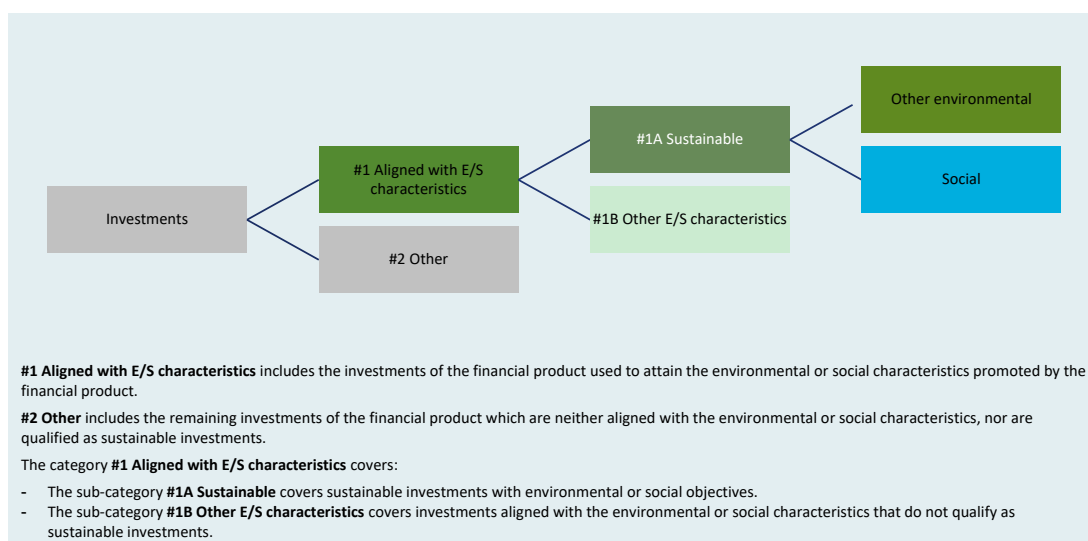 Other environmental
#1A Sustainable
#1 Aligned with E/S
characteristics
Social
Investments
#1B Other E/S characteristics
#2 Other
#1 Aligned with E/S characteristics includes the investments of the financial product used to attain the environmental or social characteristics promoted by the
financial product.
#2 Other includes the remaining investments of the financial product which are neither aligned with the environmental or social characteristics, nor are
qualified as sustainable investments.
The category #1 Aligned with E/S characteristics covers:
- The sub-category #1A Sustainable covers sustainable investments with environmental or social objectives.
- The sub-category #1B Other E/S characteristics covers investments aligned with the environmental or social characteristics that do not qualify as
sustainable investments.